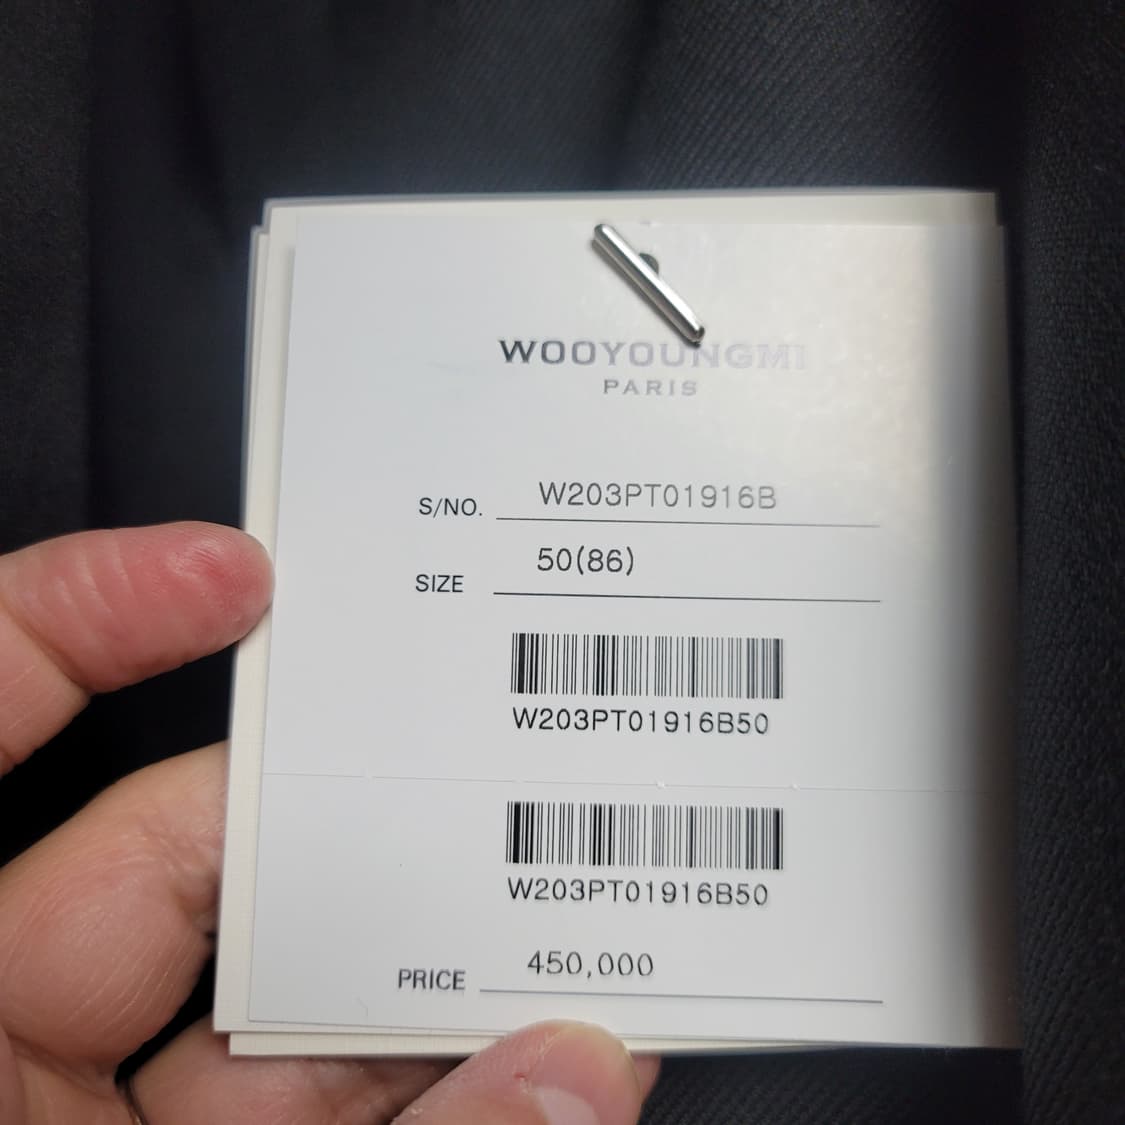 WOOYOUNGMI
PARIS
S/NO. W203PT01916B
SIZE 50(86)
W203PT01916B50
W203PT01916B50
PRICE 450,000